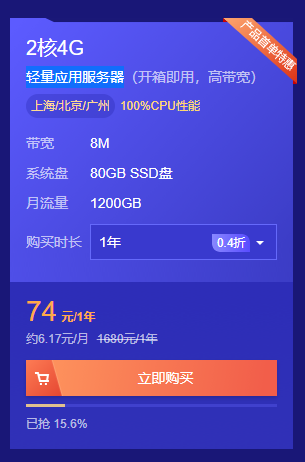 产品首单特惠
2核4G
轻量应用服务器（开箱即用，高带宽）
上海/北京/广州 100%CPU性能
带宽 8M
系统盘 80GB SSD盘
月流量 1200GB
购买时长 1年 0.4折
74 元/1年
约6.17元/月 1680元/1年
立即购买
已抢 15.6%